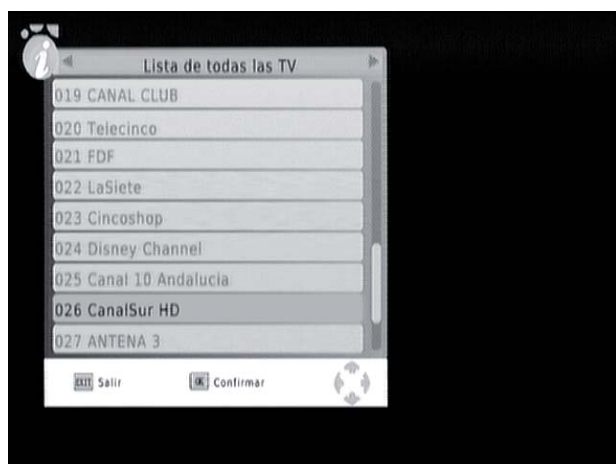 i
Lista de todas las TV
019 CANAL CLUB
020 Telecinco
021 FDF
022 LaSiete
023 Cincoshop
024 Disney Channel
025 Canal 10 Andalucia
026 CanalSur HD
027 ANTENA 3
EXIT Salir OK Confirmar